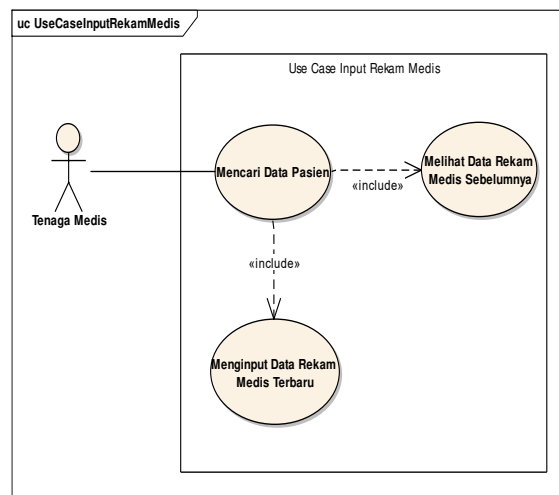 uc UseCaseInputRekamMedis
Use Case Input Rekam Medis
Tenaga Medis
Mencari Data Pasien
«include»
Melihat Data Rekam
Medis Sebelumnya
«include»
Menginput Data Rekam
Medis Terbaru